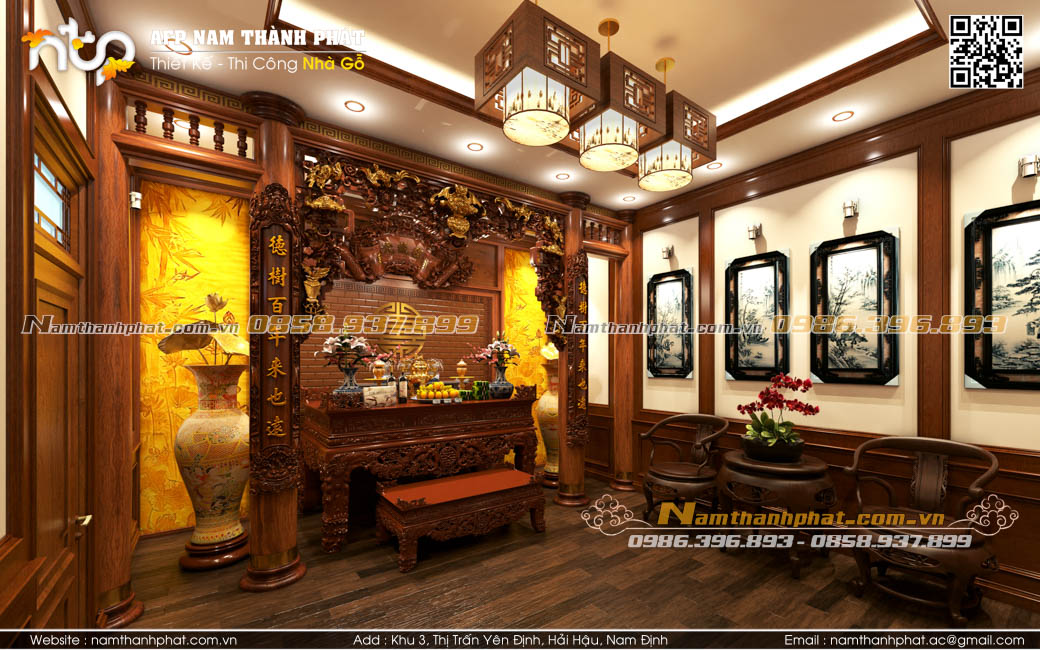 AFP NAM THÀNH PHÁT
Thiết Kế - Thi Công Nhà Gỗ
德樹百年來也遠
Namthanhphat.com.vn 0858.937.899
Namthanhphat.com.vn 0986.396.893
Namthanhphat.com.vn
0986.396.893 - 0858.937.899
Website : namthanhphat.com.vn
Add : Khu 3, Thị Trấn Yên Định, Hải Hậu, Nam Định
Email : namthanhphat.ac@gmail.com